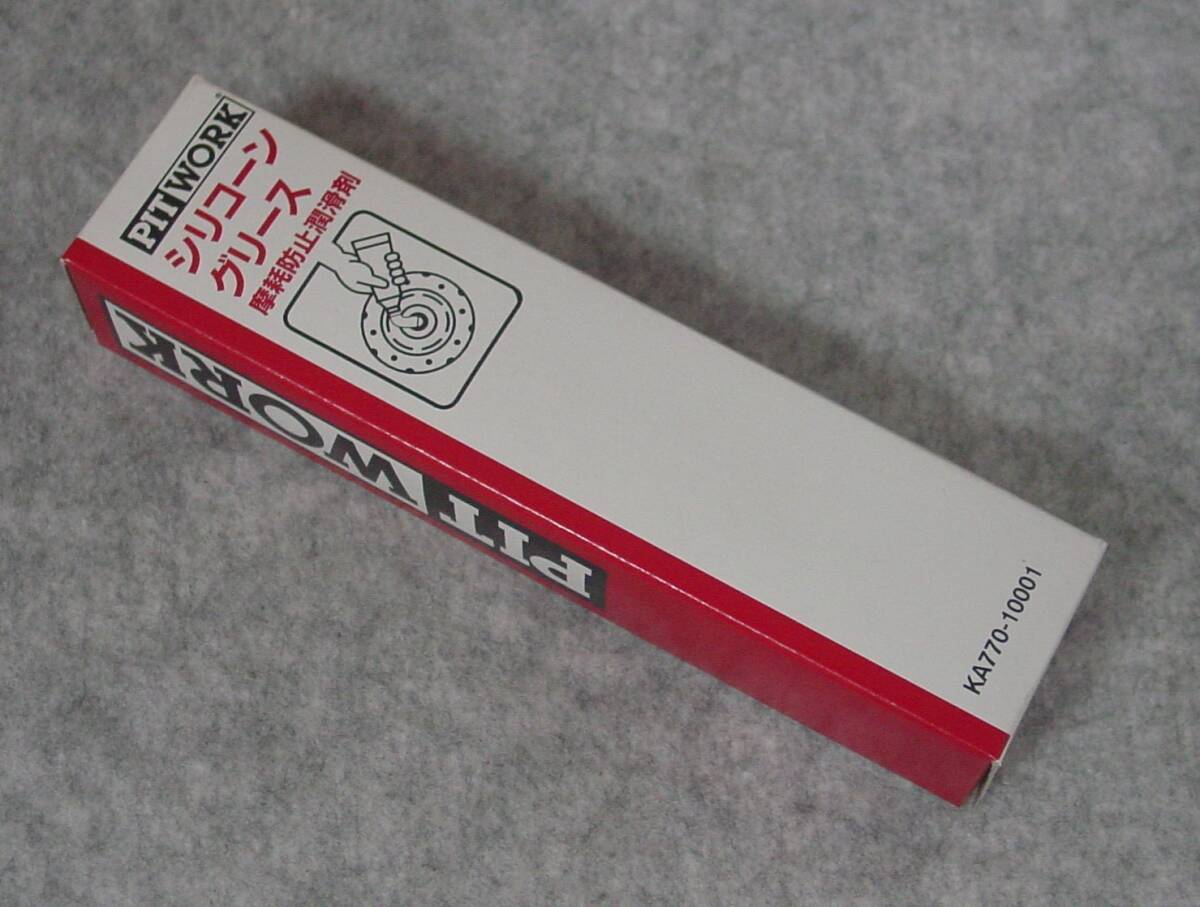 PITWORK
シリコーン
グリース
摩耗防止潤滑剤
KA770-10001
PITWORK